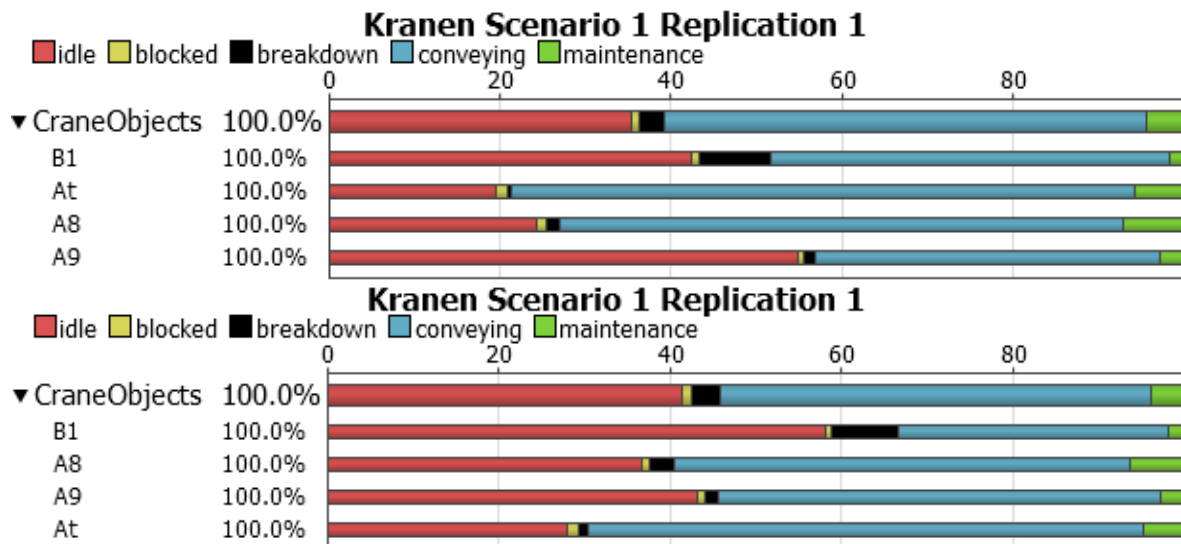 Kranen Scenario 1 Replication 1
idle blocked breakdown conveying maintenance
0 20 40 60 80
▼ CraneObjects 100.0%
B1 100.0%
At 100.0%
A8 100.0%
A9 100.0%
Kranen Scenario 1 Replication 1
idle blocked breakdown conveying maintenance
0 20 40 60 80
▼ CraneObjects 100.0%
B1 100.0%
A8 100.0%
A9 100.0%
At 100.0%